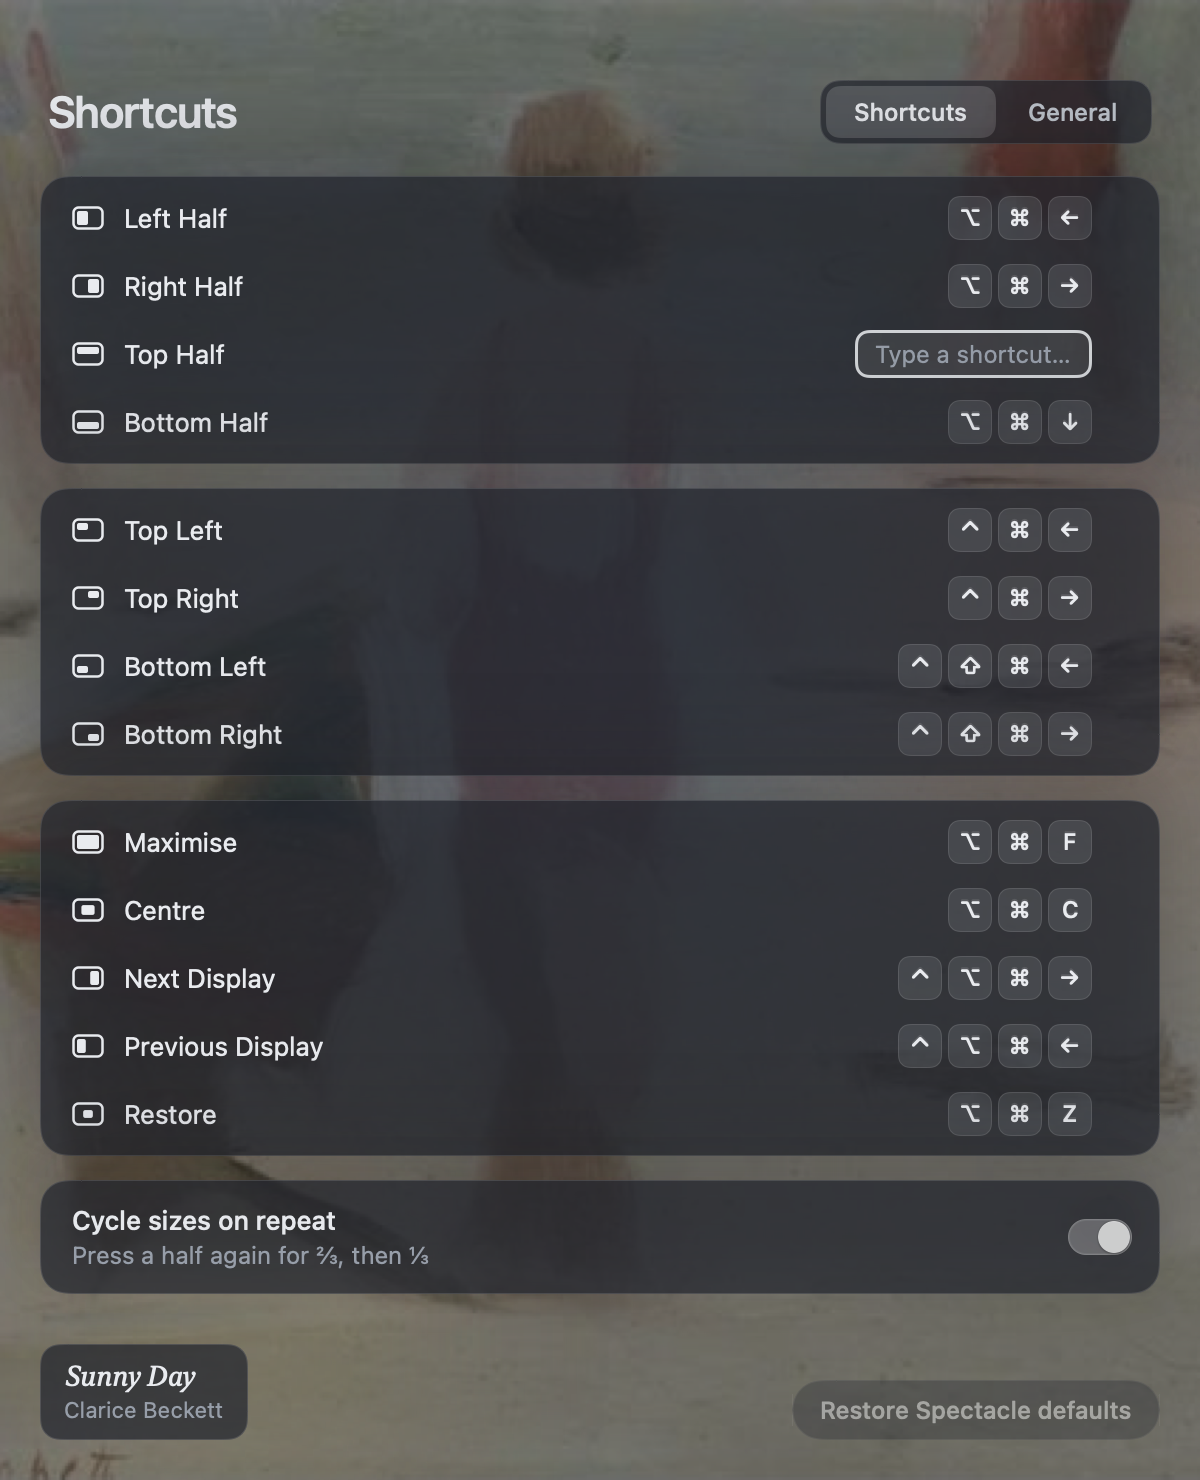 Shortcuts
Shortcuts General
Left Half ⌥ ⌘ ←
Right Half ⌥ ⌘ →
Top Half Type a shortcut...
Bottom Half ⌥ ⌘ ↓
Top Left ^ ⌘ ←
Top Right ^ ⌘ →
Bottom Left ^ ⇧ ⌘ ←
Bottom Right ^ ⇧ ⌘ →
Maximise ⌥ ⌘ F
Centre ⌥ ⌘ C
Next Display ^ ⌥ ⌘ →
Previous Display ^ ⌥ ⌘ ←
Restore ⌥ ⌘ Z
Cycle sizes on repeat
Press a half again for ⅔, then ⅓
Sunny Day
Clarice Beckett
Restore Spectacle defaults